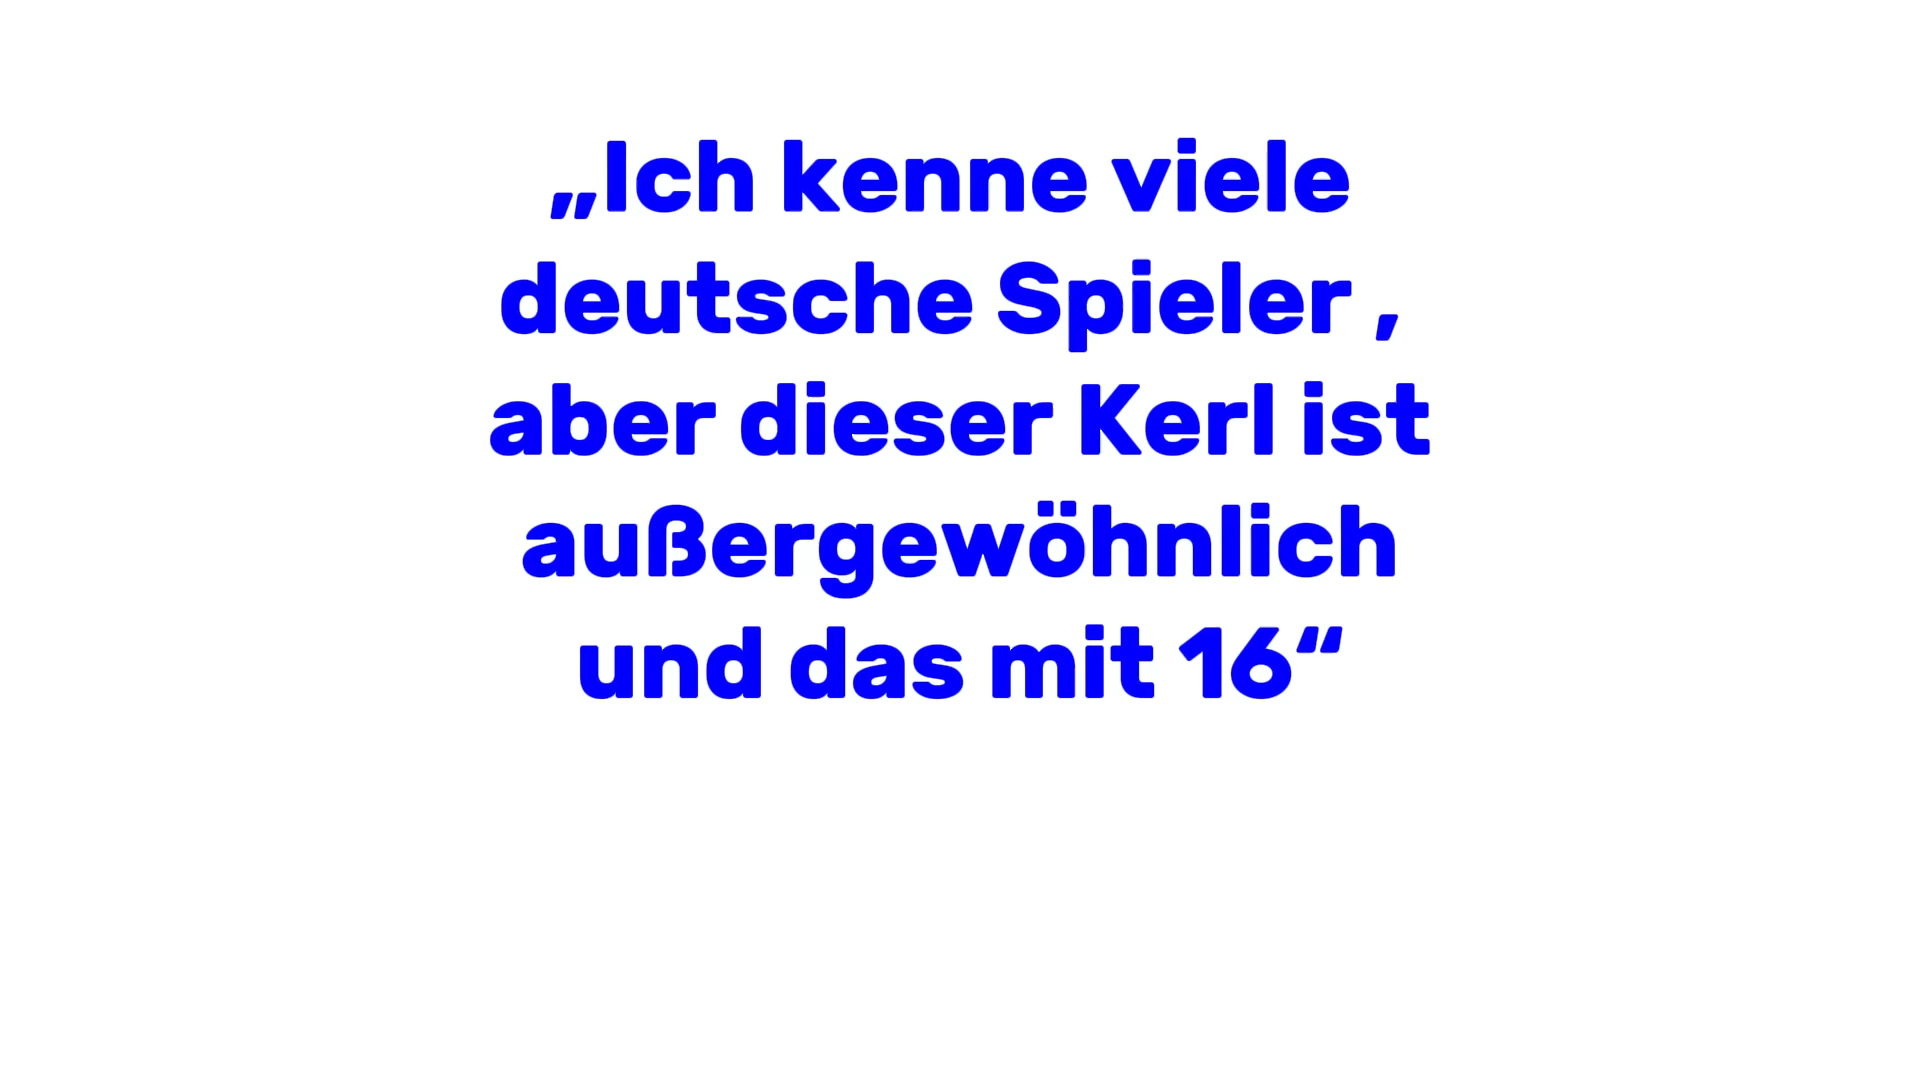 „Ich kenne viele
deutsche Spieler ,
aber dieser Kerl ist
außergewöhnlich
und das mit 16“